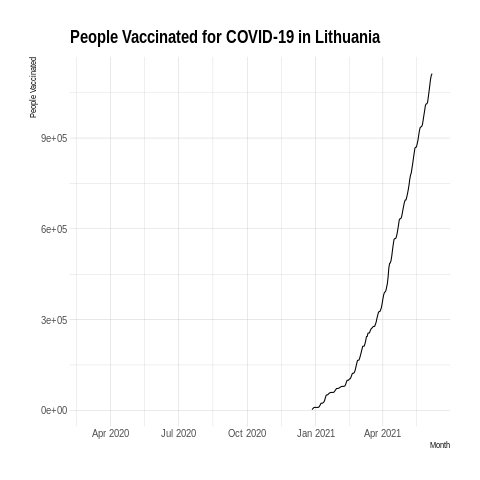 People Vaccinated for COVID-19 in Lithuania
People Vaccinated
9e+05
6e+05
3e+05
0e+00
Apr 2020 Jul 2020 Oct 2020 Jan 2021 Apr 2021
Month